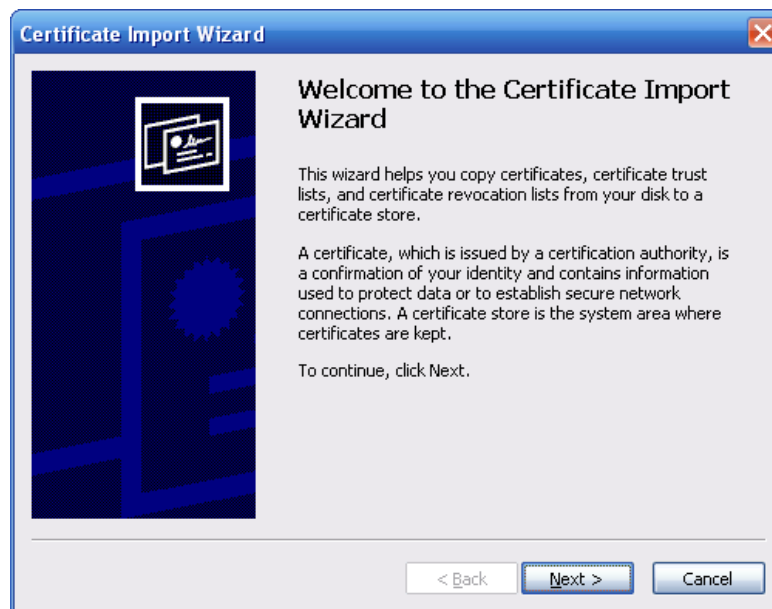 Certificate Import Wizard
Welcome to the Certificate Import
Wizard
This wizard helps you copy certificates, certificate trust
lists, and certificate revocation lists from your disk to a
certificate store.
A certificate, which is issued by a certification authority, is
a confirmation of your identity and contains information
used to protect data or to establish secure network
connections. A certificate store is the system area where
certificates are kept.
To continue, click Next.
< Back Next > Cancel